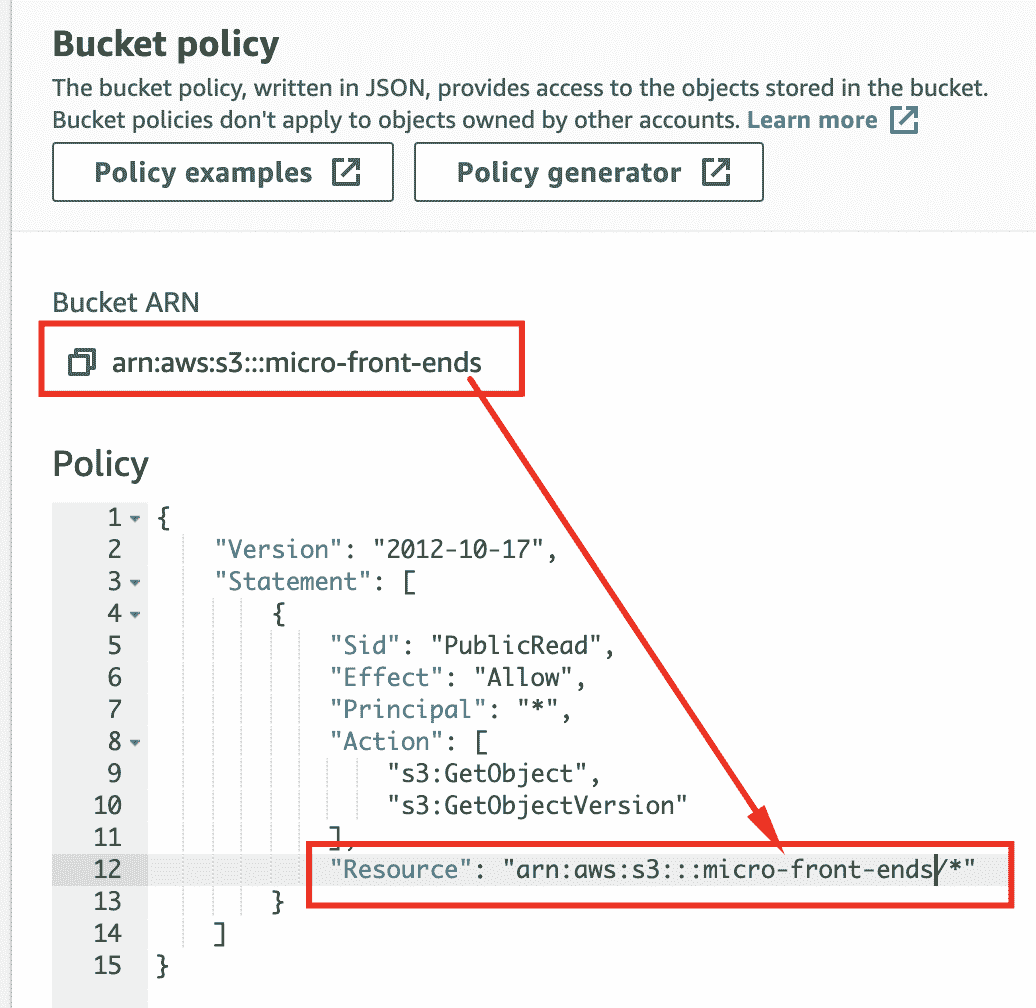 Bucket policy
The bucket policy, written in JSON, provides access to the objects stored in the bucket.
Bucket policies don't apply to objects owned by other accounts. Learn more
Policy examples
Policy generator
Bucket ARN
arn:aws:s3:::micro-front-ends
Policy
1 {
2 "Version": "2012-10-17",
3 "Statement": [
4 {
5 "Sid": "PublicRead",
6 "Effect": "Allow",
7 "Principal": "*",
8 "Action": [
9 "s3:GetObject",
10 "s3:GetObjectVersion"
11 ],
12 "Resource": "arn:aws:s3:::micro-front-ends/*"
13 }
14 ]
15 }